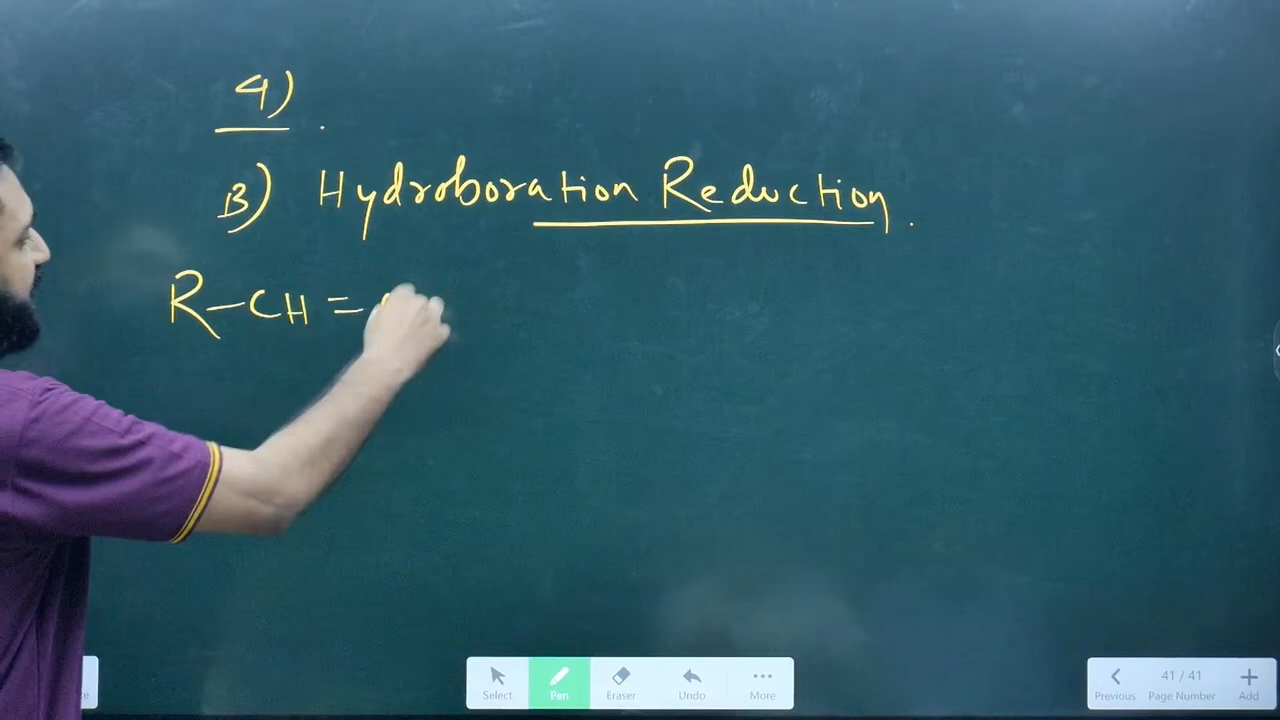 4) .
B) Hydroboration Reduction .
R-CH =
Select Pen Eraser Undo More
41 / 41
Previous Page Number Add